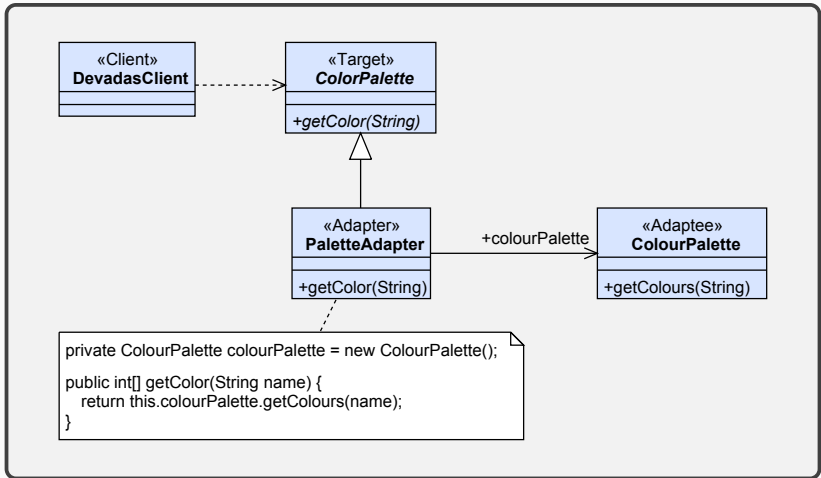 «Client»
DevadasClient
«Target»
ColorPalette
+getColor(String)
«Adapter»
PaletteAdapter
+getColor(String)
+colourPalette
«Adaptee»
ColourPalette
+getColours(String)
private ColourPalette colourPalette = new ColourPalette();
public int[] getColor(String name) {
return this.colourPalette.getColours(name);
}